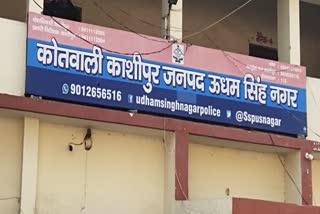 कोतवाली काशीपुर जनपद ऊधम सिंह नगर
9012656516 udhamsinghnagarpolice @Sspusnagar